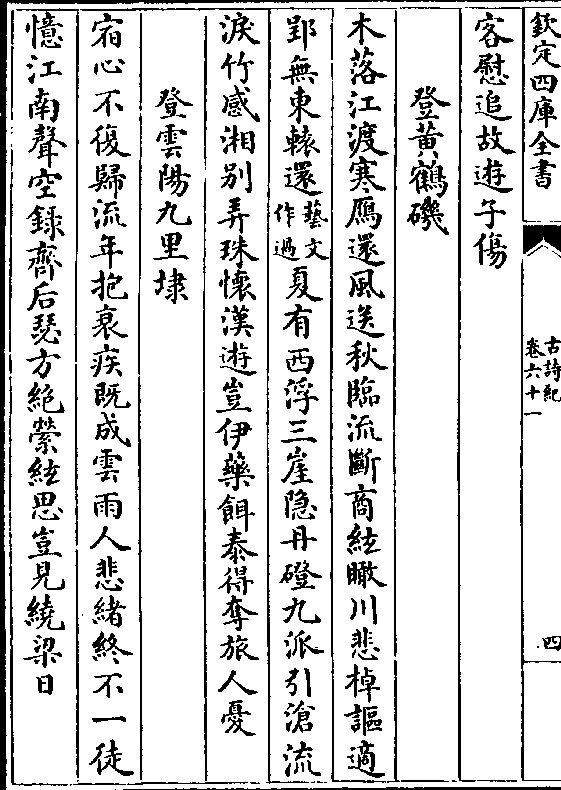 欽定四庫全書
古詩紀
卷六十一
四
客慰追故遊子傷
登黃鶴磯
木落江渡寒鴈還風送秋臨流斷商絃瞰川悲棹謳適
郢無東轅還藝文作過夏有西浮三崖隐丹磴九派引滄流
淚竹感湘别弄珠懷漢遊豈伊藥餌泰得奪旅人憂
登雲陽九里埭
宿心不復歸流年抱衰疾既成雲雨人悲緒終不一徒
憶江南聲空録齊后瑟方絶縈絃思豈見繞梁日